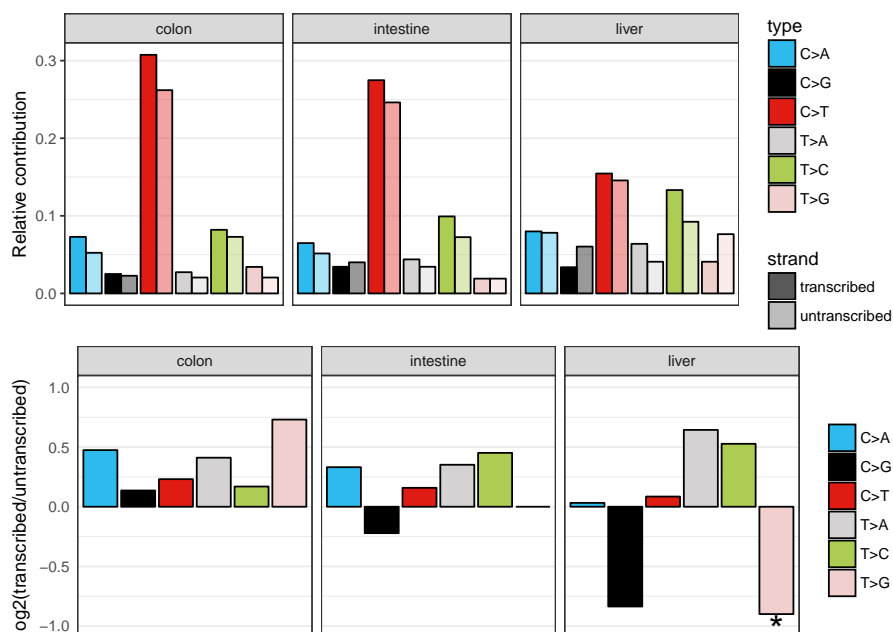 colon
intestine
liver
type
C>A
C>G
C>T
T>A
T>C
T>G
Relative contribution
0.3
0.2
0.1
0.0
strand
transcribed
untranscribed
colon
intestine
liver
og2(transcribed/untranscribed)
1.0
0.5
0.0
−0.5
−1.0
*
C>A
C>G
C>T
T>A
T>C
T>G